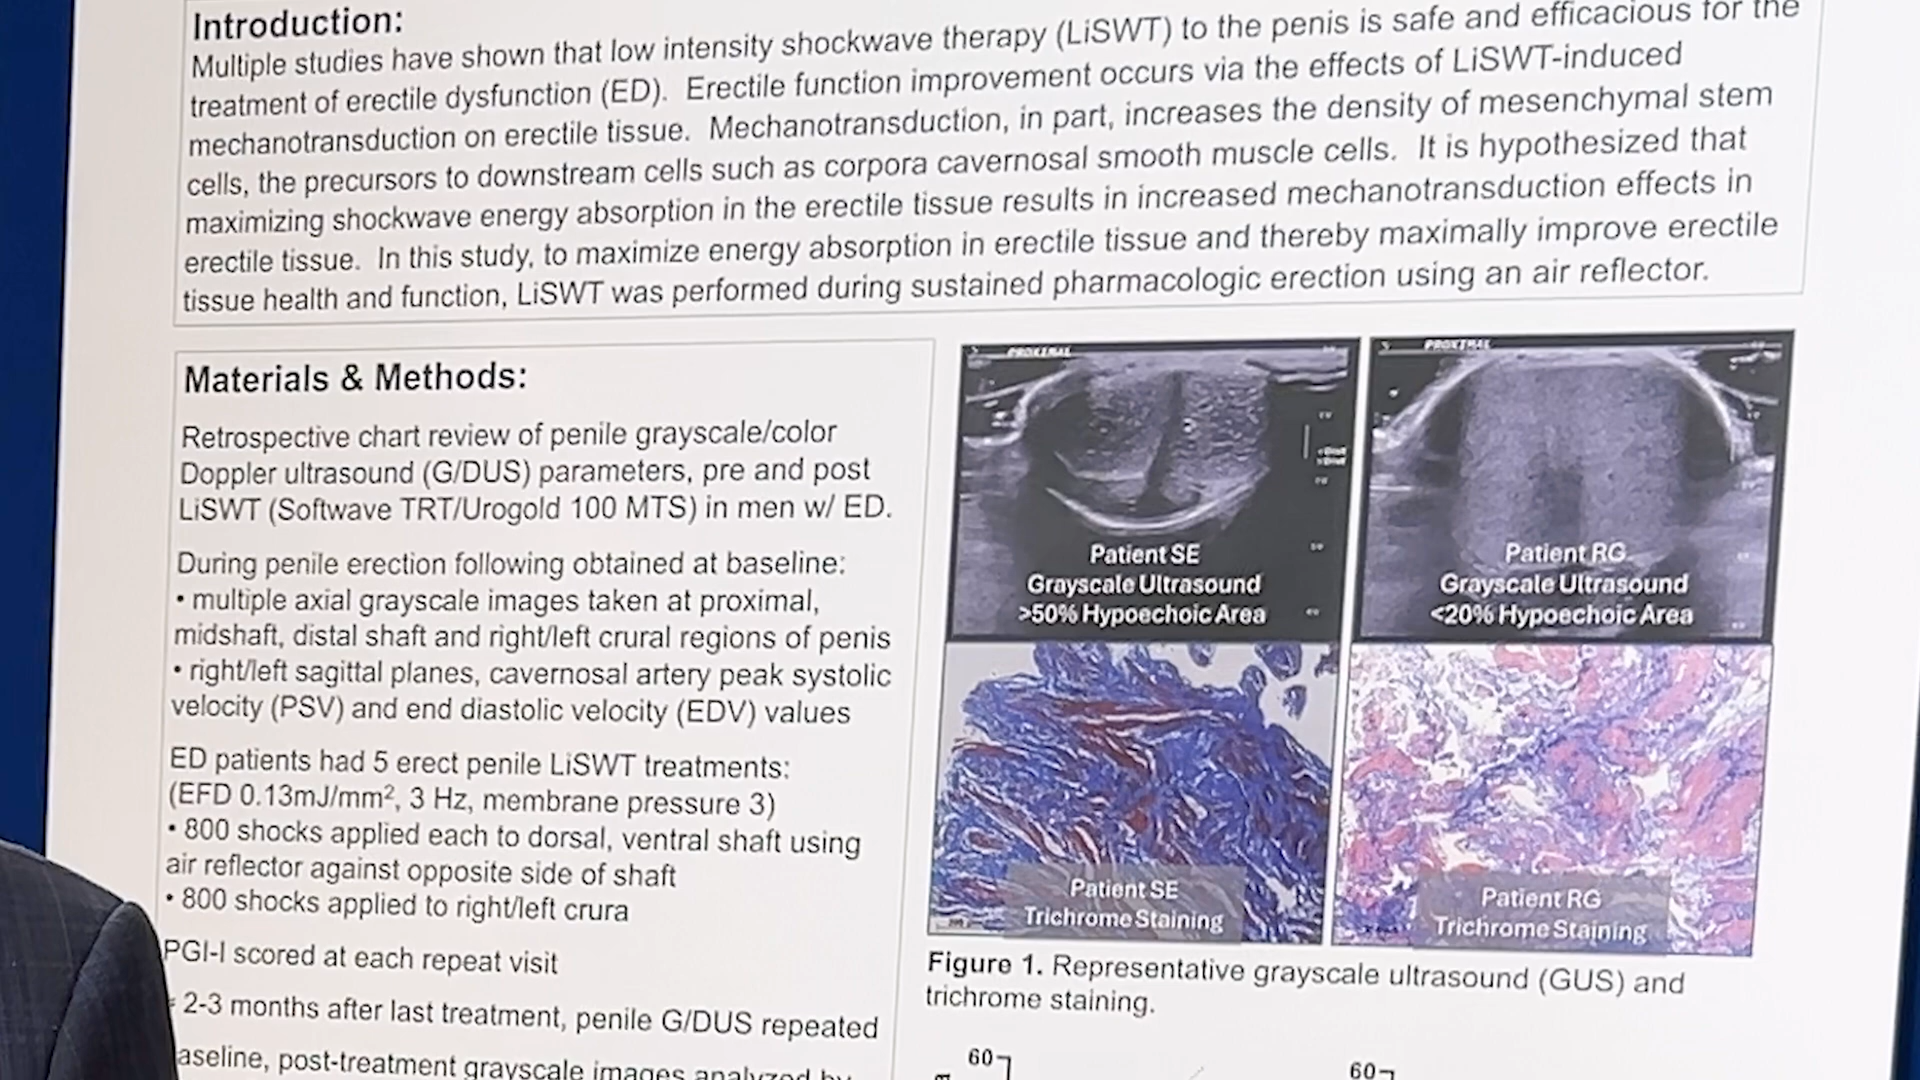 Introduction:
Multiple studies have shown that low intensity shockwave therapy (LiSWT) to the penis is safe and efficacious for the
treatment of erectile dysfunction (ED). Erectile function improvement occurs via the effects of LiSWT-induced
mechanotransduction on erectile tissue. Mechanotransduction, in part, increases the density of mesenchymal stem
cells, the precursors to downstream cells such as corpora cavernosal smooth muscle cells. It is hypothesized that
maximizing shockwave energy absorption in the erectile tissue results in increased mechanotransduction effects in
erectile tissue. In this study, to maximize energy absorption in erectile tissue and thereby maximally improve erectile
tissue health and function, LiSWT was performed during sustained pharmacologic erection using an air reflector.
Materials & Methods:
Retrospective chart review of penile grayscale/color
Doppler ultrasound (G/DUS) parameters, pre and post
LiSWT (Softwave TRT/Urogold 100 MTS) in men w/ ED.
During penile erection following obtained at baseline:
• multiple axial grayscale images taken at proximal,
midshaft, distal shaft and right/left crural regions of penis
• right/left sagittal planes, cavernosal artery peak systolic
velocity (PSV) and end diastolic velocity (EDV) values
ED patients had 5 erect penile LiSWT treatments:
(EFD 0.13mJ/mm², 3 Hz, membrane pressure 3)
• 800 shocks applied each to dorsal, ventral shaft using
air reflector against opposite side of shaft
• 800 shocks applied to right/left crura
PGI-I scored at each repeat visit
2-3 months after last treatment, penile G/DUS repeated
aseline, post-treatment grayscale images analyzed by
PROXIMAL
Patient SE
Grayscale Ultrasound
>50% Hypoechoic Area
PROXIMAL
Patient RG
Grayscale Ultrasound
<20% Hypoechoic Area
Patient SE
Trichrome Staining
Patient RG
Trichrome Staining
Figure 1. Representative grayscale ultrasound (GUS) and
trichrome staining.
60
60